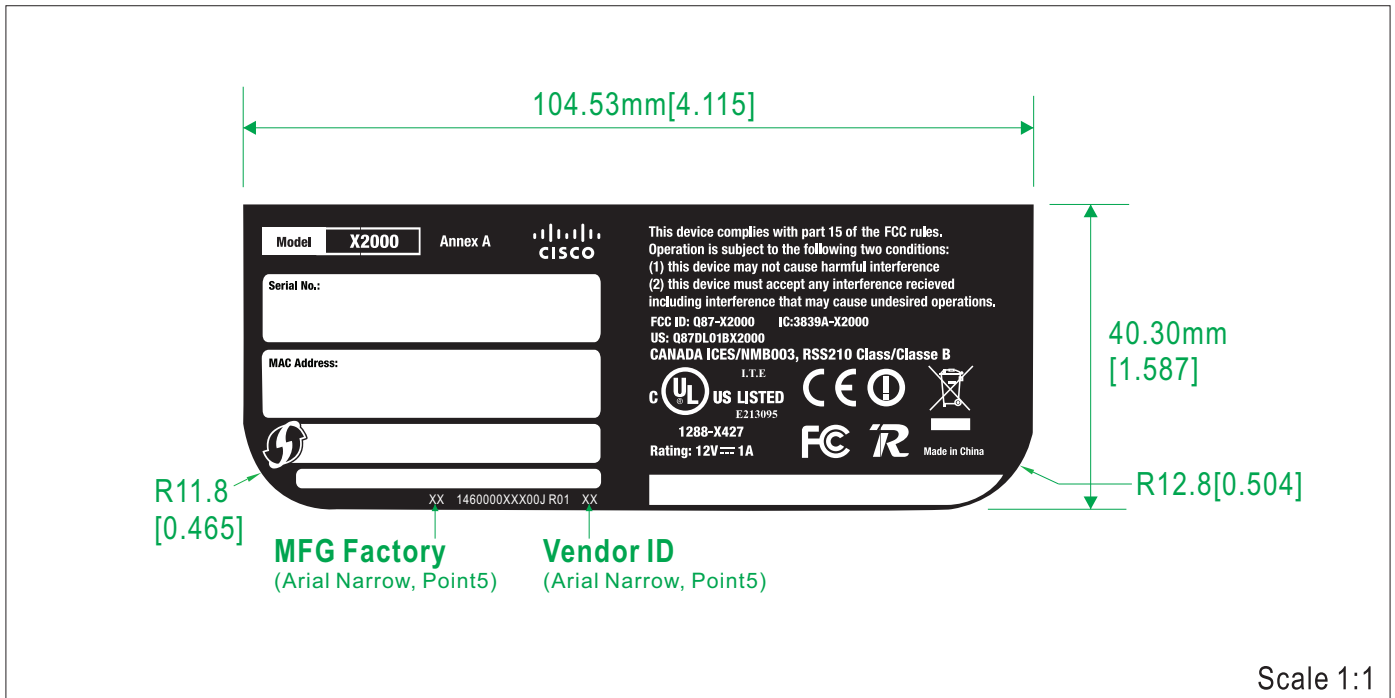 104.53mm[4.115]
Model X2000 Annex A
CISCO
Serial No.:
MAC Address:
XX 1460000XXX00J R01 XX
This device complies with part 15 of the FCC rules.
Operation is subject to the following two conditions:
(1) this device may not cause harmful interference
(2) this device must accept any interference recieved
including interference that may cause undesired operations.
FCC ID: Q87-X2000 IC:3839A-X2000
US: Q87DL01BX2000
CANADA ICES/NMB003, RSS210 Class/Classe B
I.T.E
C UL ® US LISTED
E213095
1288-X427
Rating: 12V⎓ 1A
CE
FC
R
Made in China
40.30mm
[1.587]
R11.8
[0.465]
R12.8[0.504]
MFG Factory
(Arial Narrow, Point5)
Vendor ID
(Arial Narrow, Point5)
Scale 1:1